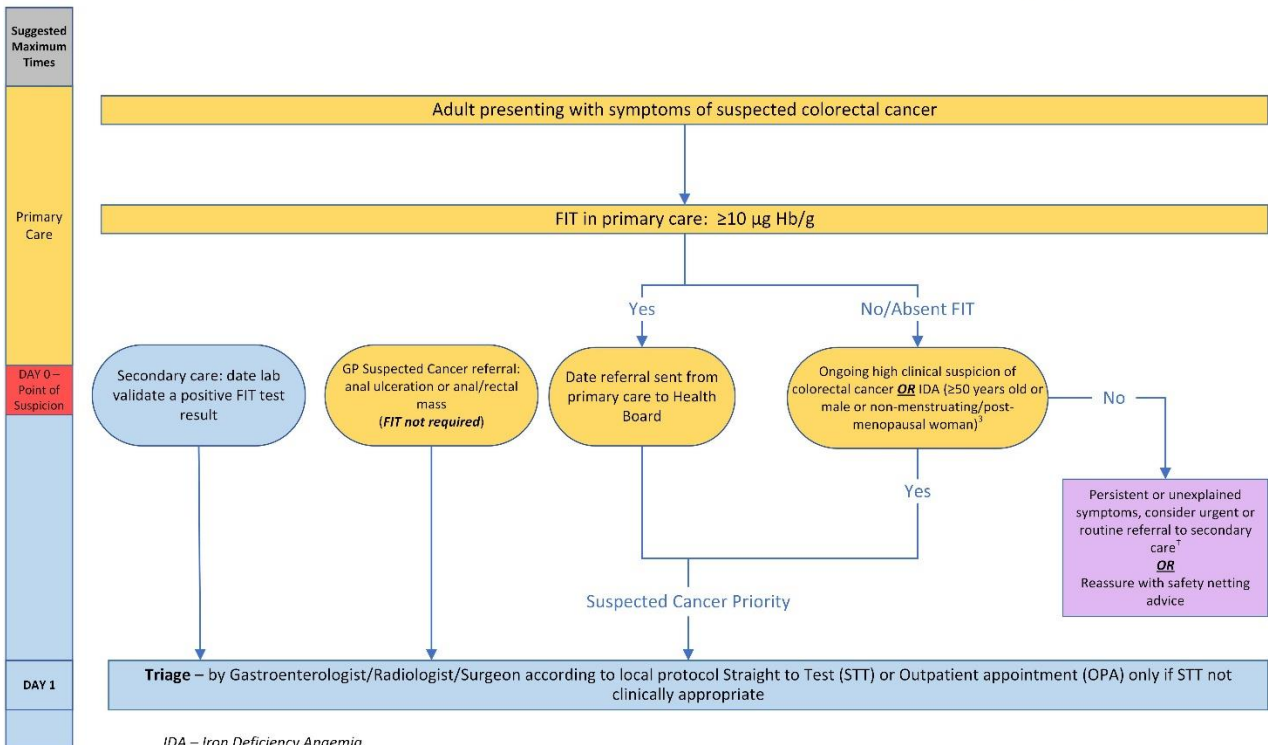 Suggested
Maximum
Times
Adult presenting with symptoms of suspected colorectal cancer
Primary
Care
FIT in primary care: ≥10 µg Hb/g
Yes
No/Absent FIT
DAY 0 –
Point of
Suspicion
Secondary care: date lab
validate a positive FIT test
result
GP Suspected Cancer referral:
anal ulceration or anal/rectal
mass
(FIT not required)
Date referral sent from
primary care to Health
Board
Ongoing high clinical suspicion of
colorectal cancer OR IDA (≥50 years old or
male or non-menstruating/post-
menopausal woman)³
No
Yes
Persistent or unexplained
symptoms, consider urgent or
routine referral to secondary
care†
OR
Reassure with safety netting
advice
Suspected Cancer Priority
DAY 1
Triage – by Gastroenterologist/Radiologist/Surgeon according to local protocol Straight to Test (STT) or Outpatient appointment (OPA) only if STT not
clinically appropriate
IDA – Iron Deficiency Anaemia